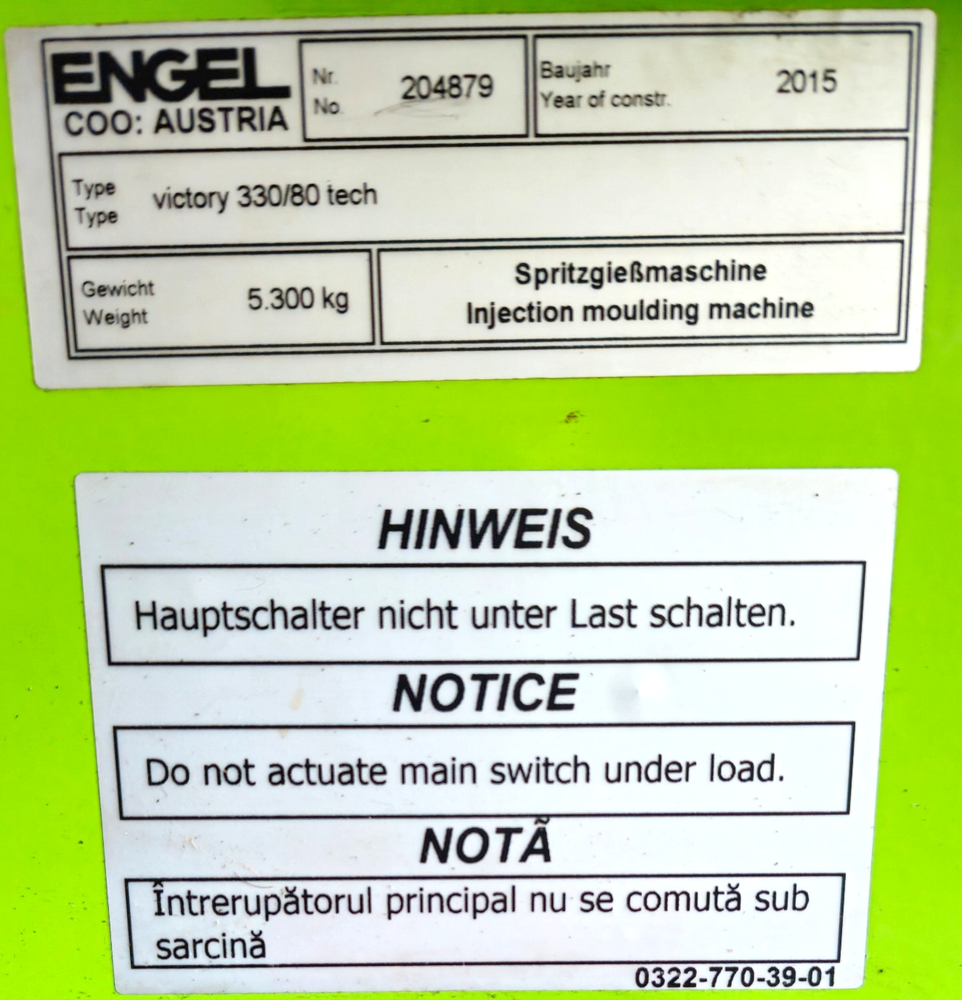 ENGEL
COO: AUSTRIA
Nr.
No.
204879
Baujahr
Year of constr.
2015
Type
Type
victory 330/80 tech
Gewicht
Weight
5.300 kg
Spritzgießmaschine
Injection moulding machine
HINWEIS
Hauptschalter nicht unter Last schalten.
NOTICE
Do not actuate main switch under load.
NOTÃ
Întrerupătorul principal nu se comută sub
sarcină
0322-770-39-01